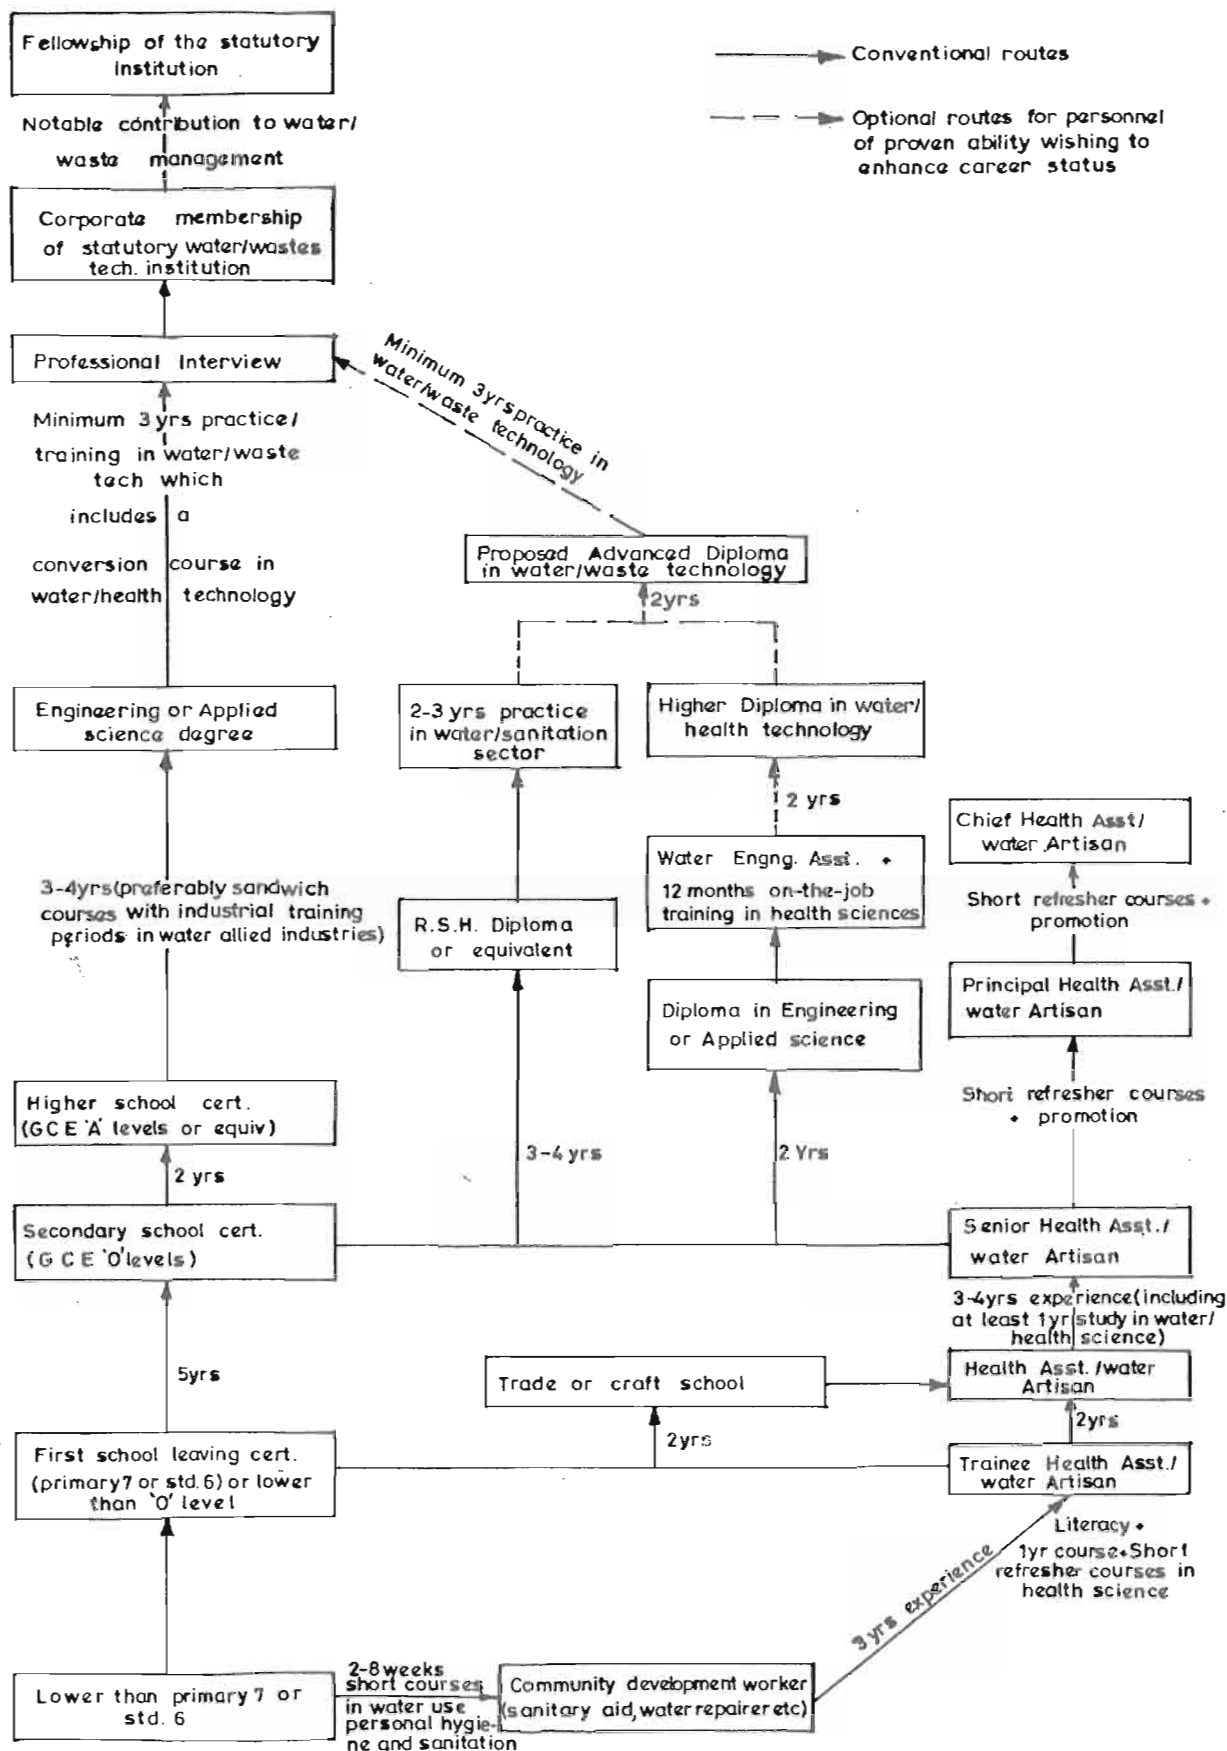 Fellowship of the statutory
Institution
Conventional routes
Optional routes for personnel
of proven ability wishing to
enhance career status
Notable contribution to water/
waste management
Corporate membership
of statutory water/wastes
tech. institution
Professional Interview
Minimum 3yrs practice in
water/waste technology
Minimum 3 yrs practice/
training in water/waste
tech which
includes a
conversion course in
water/health technology
Proposed Advanced Diploma
in water/waste technology
2yrs
Engineering or Applied
science degree
2-3 yrs practice
in water/sanitation
sector
Higher Diploma in water/
health technology
2 yrs
Chief Health Asst/
water Artisan
Water Engng. Asst. +
12 months on-the-job
training in health sciences
3-4yrs(preferably sandwich
courses with industrial training
periods in water allied industries)
R.S.H. Diploma
or equivalent
Short refresher courses +
promotion
Principal Health Asst./
water Artisan
Diploma in Engineering
or Applied science
Higher school cert.
(GCE 'A' levels or equiv)
Short refresher courses
+ promotion
2 yrs
3-4 yrs
2 Yrs
Secondary school cert.
(G C E 'O' levels)
Senior Health Asst./
water Artisan
3-4yrs experience(including
at least 1yr study in water/
health science)
5yrs
Trade or craft school
Health Asst. /water
Artisan
2yrs
2yrs
First school leaving cert.
(primary 7 or std. 6) or lower
than 'O' level
Trainee Health Asst./
water Artisan
Literacy +
1yr course+Short
refresher courses in
health science
3 yrs experience
Lower than primary 7 or
std. 6
2-8 weeks
short courses
in water use
personal hygie-
ne and sanitation
Community development worker
(sanitary aid, water repairer etc)